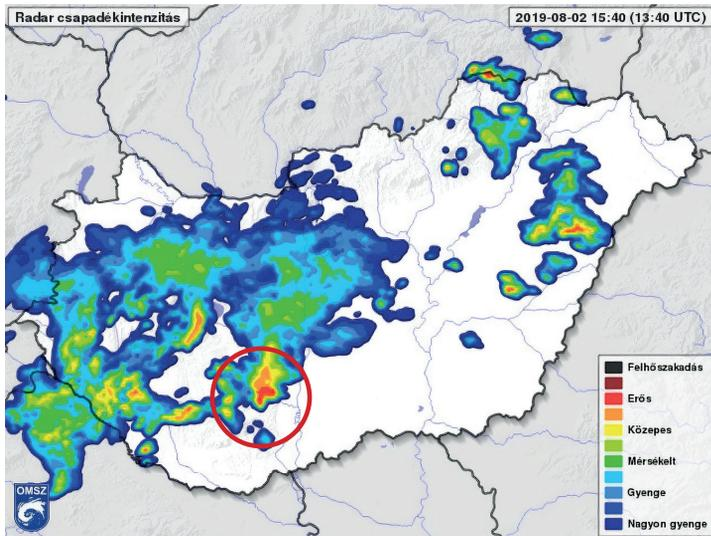 Radar csapadékintenzitás
2019-08-02 15:40 (13:40 UTC)
Felhőszakadás
Erős
Közepes
Mérsékelt
Gyenge
Nagyon gyenge
OMSZ